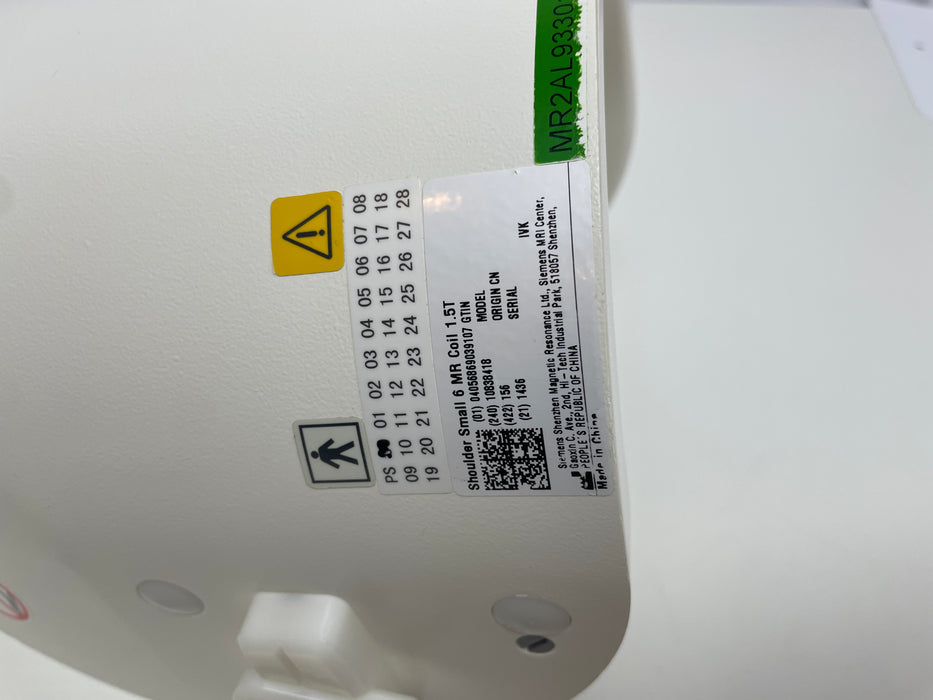 MR2AL9330
PS 01 02 03 04 05 06 07 08
09 10 11 12 13 14 15 16 17 18
19 20 21 22 23 24 25 26 27 28
Shoulder Small 6 MR Coil 1.5T
(01) 04056869039107 GTIN
(240) 10838418 MODEL
(422) 156 ORIGIN CN
(21) 1436 SERIAL IVK
Siemens Shenzhen Magnetic Resonance Ltd., Siemens MRI Center,
Gaoxin C. Ave., 2nd, Hi-Tech Industrial Park, 518057 Shenzhen,
PEOPLE'S REPUBLIC OF CHINA
Made in China